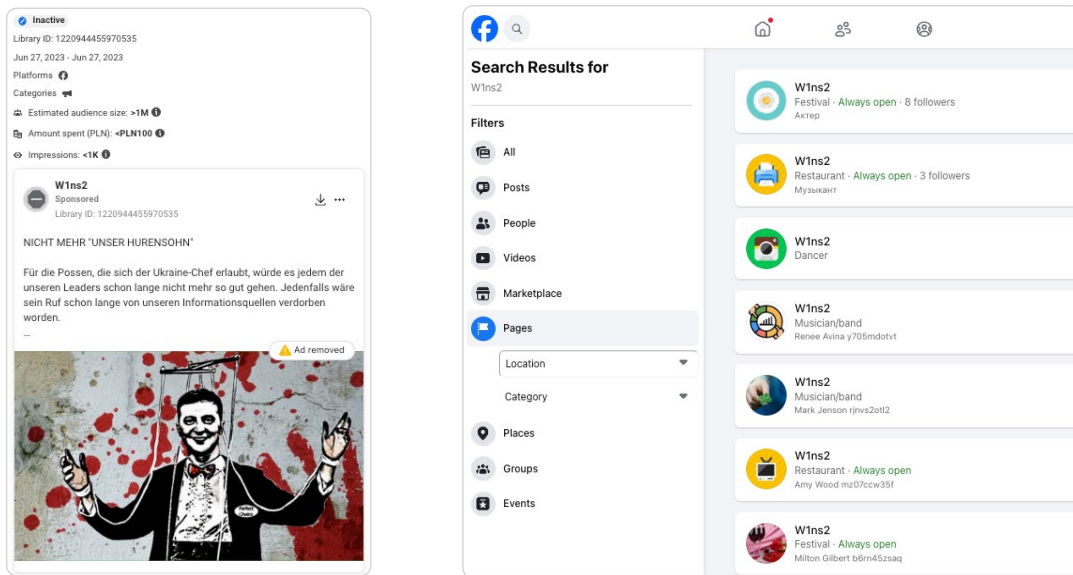 Inactive
Library ID: 1220944455970535
Jun 27, 2023 - Jun 27, 2023
Platforms
Categories
Estimated audience size: >1M
Amount spent (PLN): <PLN100
Impressions: <1K
W1ns2
Sponsored
Library ID: 1220944455970535
NICHT MEHR "UNSER HURENSOHN"
Für die Possen, die sich der Ukraine-Chef erlaubt, würde es jedem der
unseren Leaders schon lange nicht mehr so gut gehen. Jedenfalls wäre
sein Ruf schon lange von unseren Informationsquellen verdorben
worden.
...
Ad removed
Perfect
Choice
Search Results for
W1ns2
Filters
All
Posts
People
Videos
Marketplace
Pages
Location
Category
Places
Groups
Events
W1ns2
Festival · Always open · 8 followers
Актер
W1ns2
Restaurant · Always open · 3 followers
Музыкант
W1ns2
Dancer
W1ns2
Musician/band
Renee Avina y705mdotvt
W1ns2
Musician/band
Mark Jenson rjnvs2otl2
W1ns2
Restaurant · Always open
Amy Wood mz07ccw35f
W1ns2
Festival · Always open
Milton Gilbert b6rn45zsaq